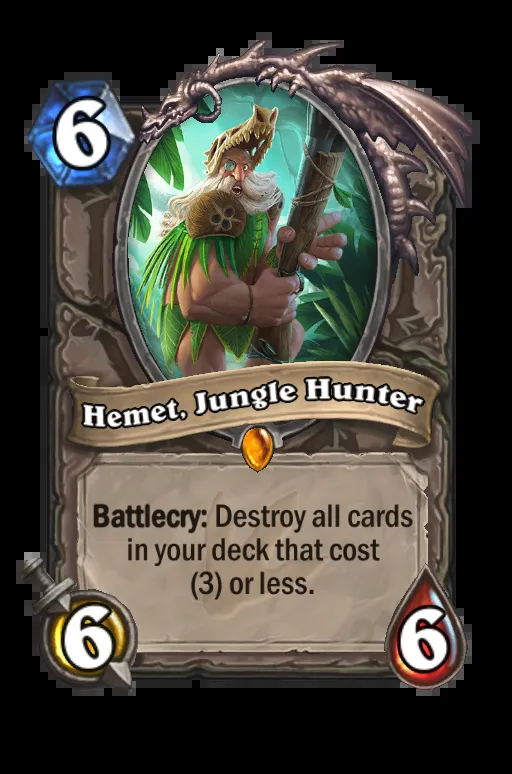 6
Hemet, Jungle Hunter
Battlecry: Destroy all cards
in your deck that cost
(3) or less.
6
6